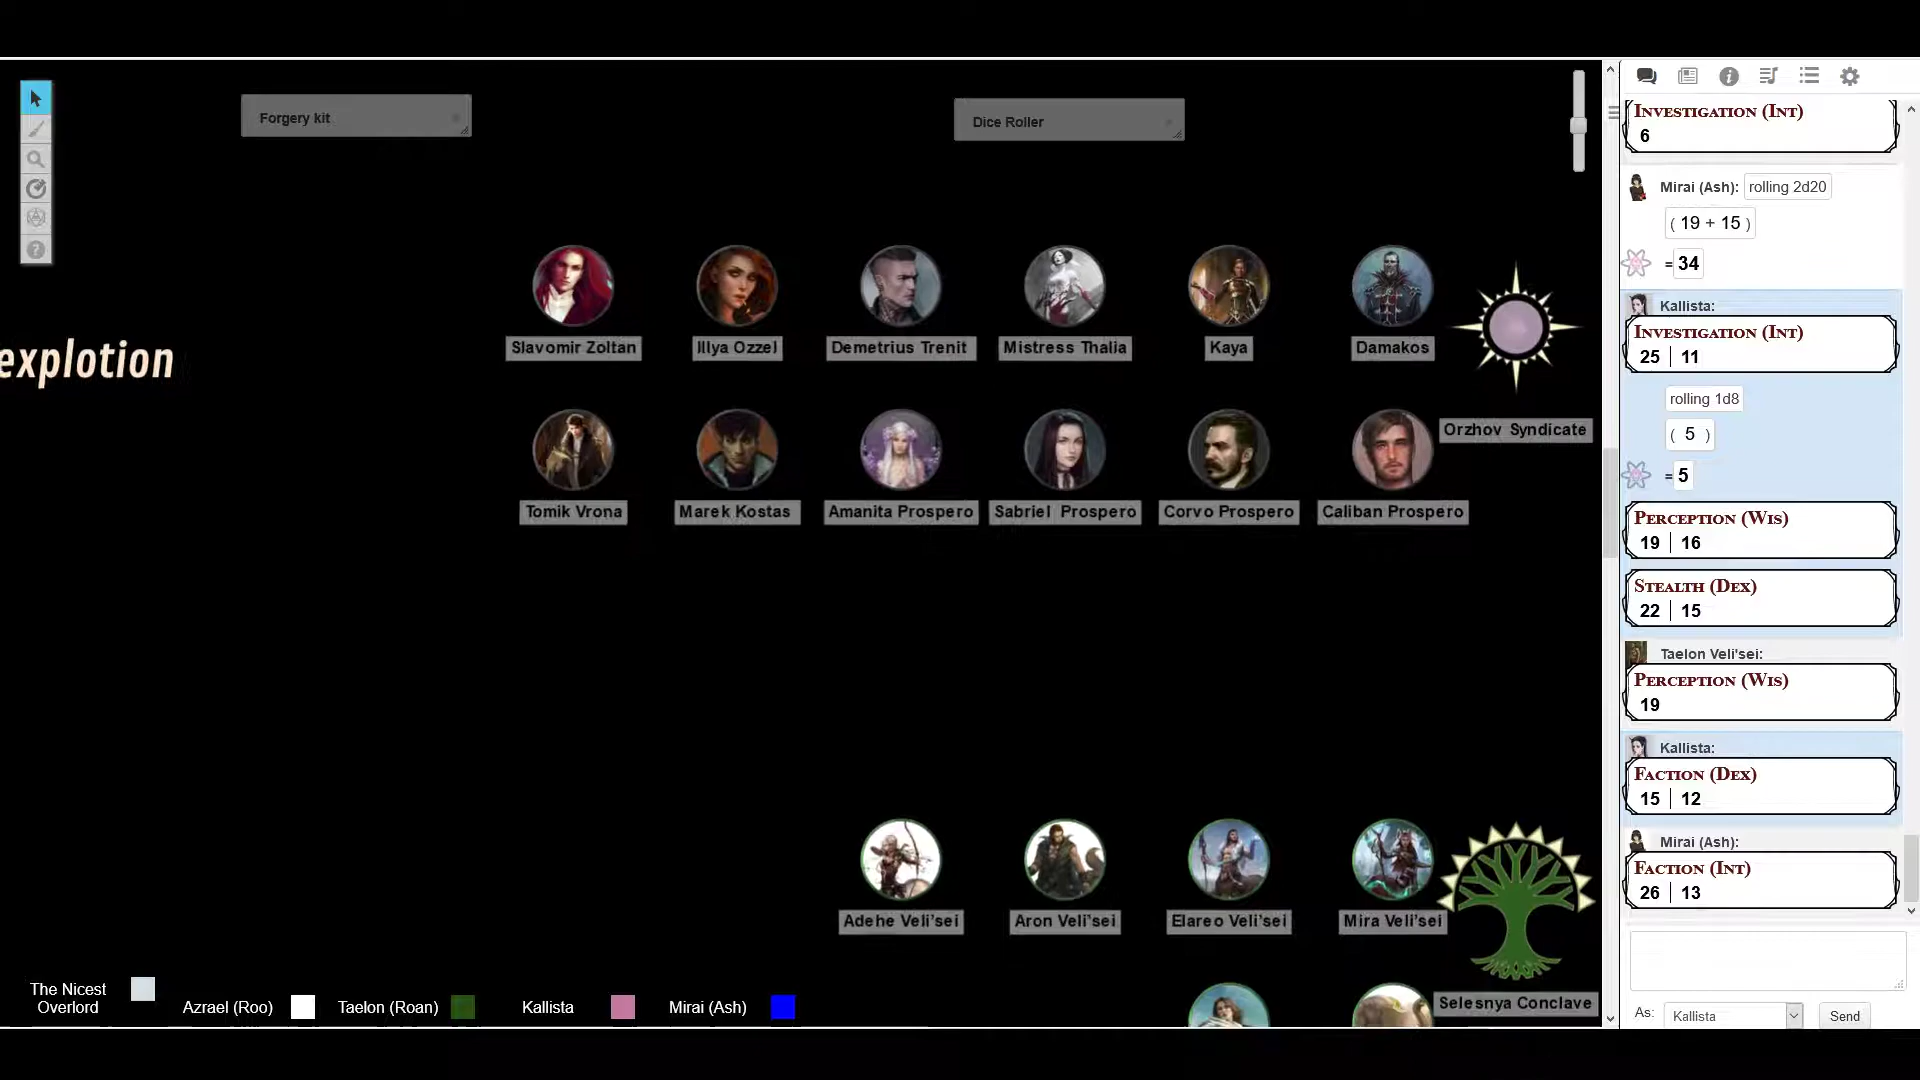 Forgery kit
Dice Roller
explotion
Slavomir Zoltan
Illya Ozzel
Demetrius Trenit
Mistress Thalia
Kaya
Damakos
Orzhov Syndicate
Tomik Vrona
Marek Kostas
Amanita Prospero
Sabriel Prospero
Corvo Prospero
Caliban Prospero
Adehe Veli'sei
Aron Veli'sei
Elareo Veli'sei
Mira Veli'sei
Selesnya Conclave
The Nicest
Overlord
Azrael (Roo)
Taelon (Roan)
Kallista
Mirai (Ash)
Investigation (Int)
6
Mirai (Ash): rolling 2d20
( 19 + 15 )
= 34
Kallista:
Investigation (Int)
25 | 11
rolling 1d8
( 5 )
= 5
Perception (Wis)
19 | 16
Stealth (Dex)
22 | 15
Taelon Veli'sei:
Perception (Wis)
19
Kallista:
Faction (Dex)
15 | 12
Mirai (Ash):
Faction (Int)
26 | 13
As: Kallista Send